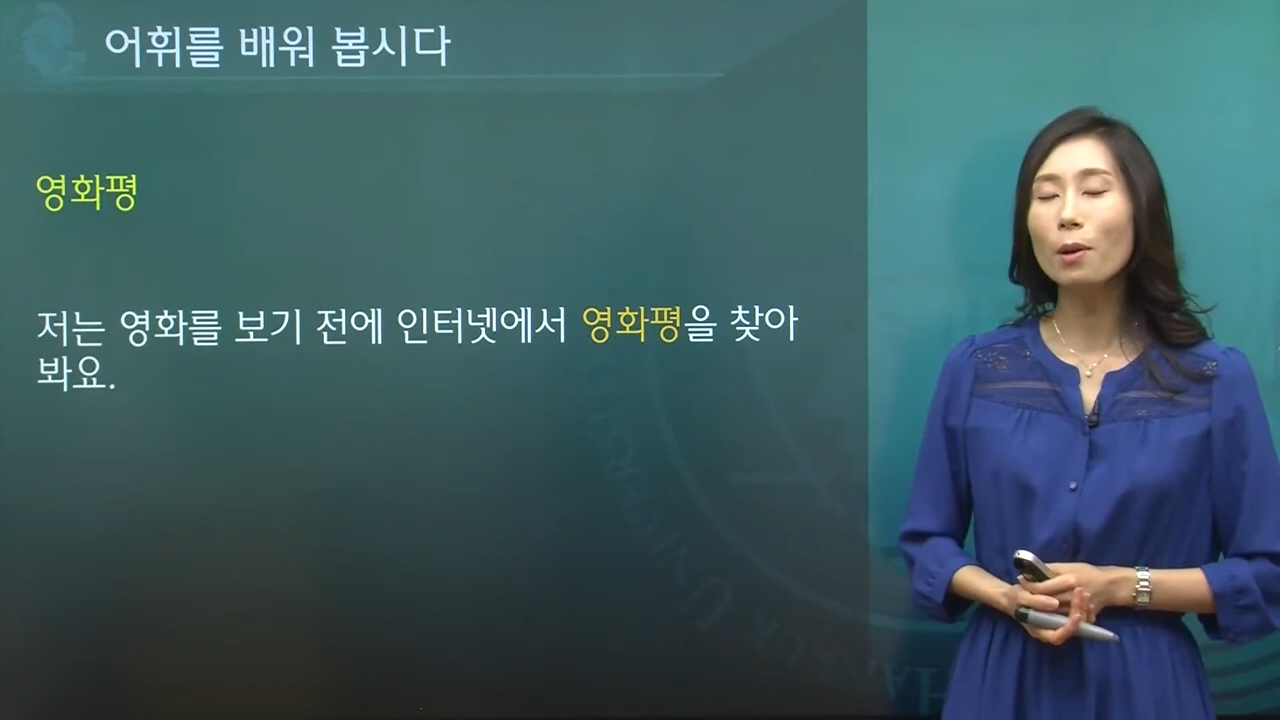 어휘를 배워 봅시다
영화평
저는 영화를 보기 전에 인터넷에서 영화평을 찾아
봐요.